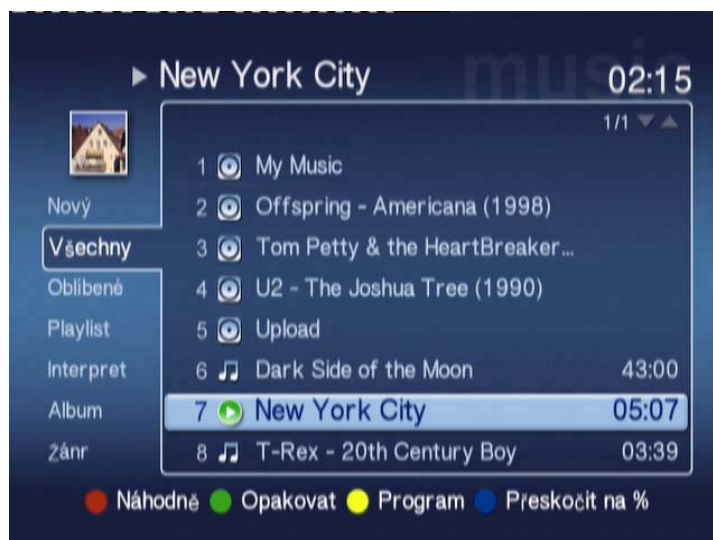 music
New York City 02:15
1/1
Nový
Všechny
Oblíbené
Playlist
Interpret
Album
Žánr
1 My Music
2 Offspring - Americana (1998)
3 Tom Petty & the HeartBreaker...
4 U2 - The Joshua Tree (1990)
5 Upload
6 Dark Side of the Moon 43:00
7 New York City 05:07
8 T-Rex - 20th Century Boy 03:39
Náhodně Opakovat Program Přeskočit na %